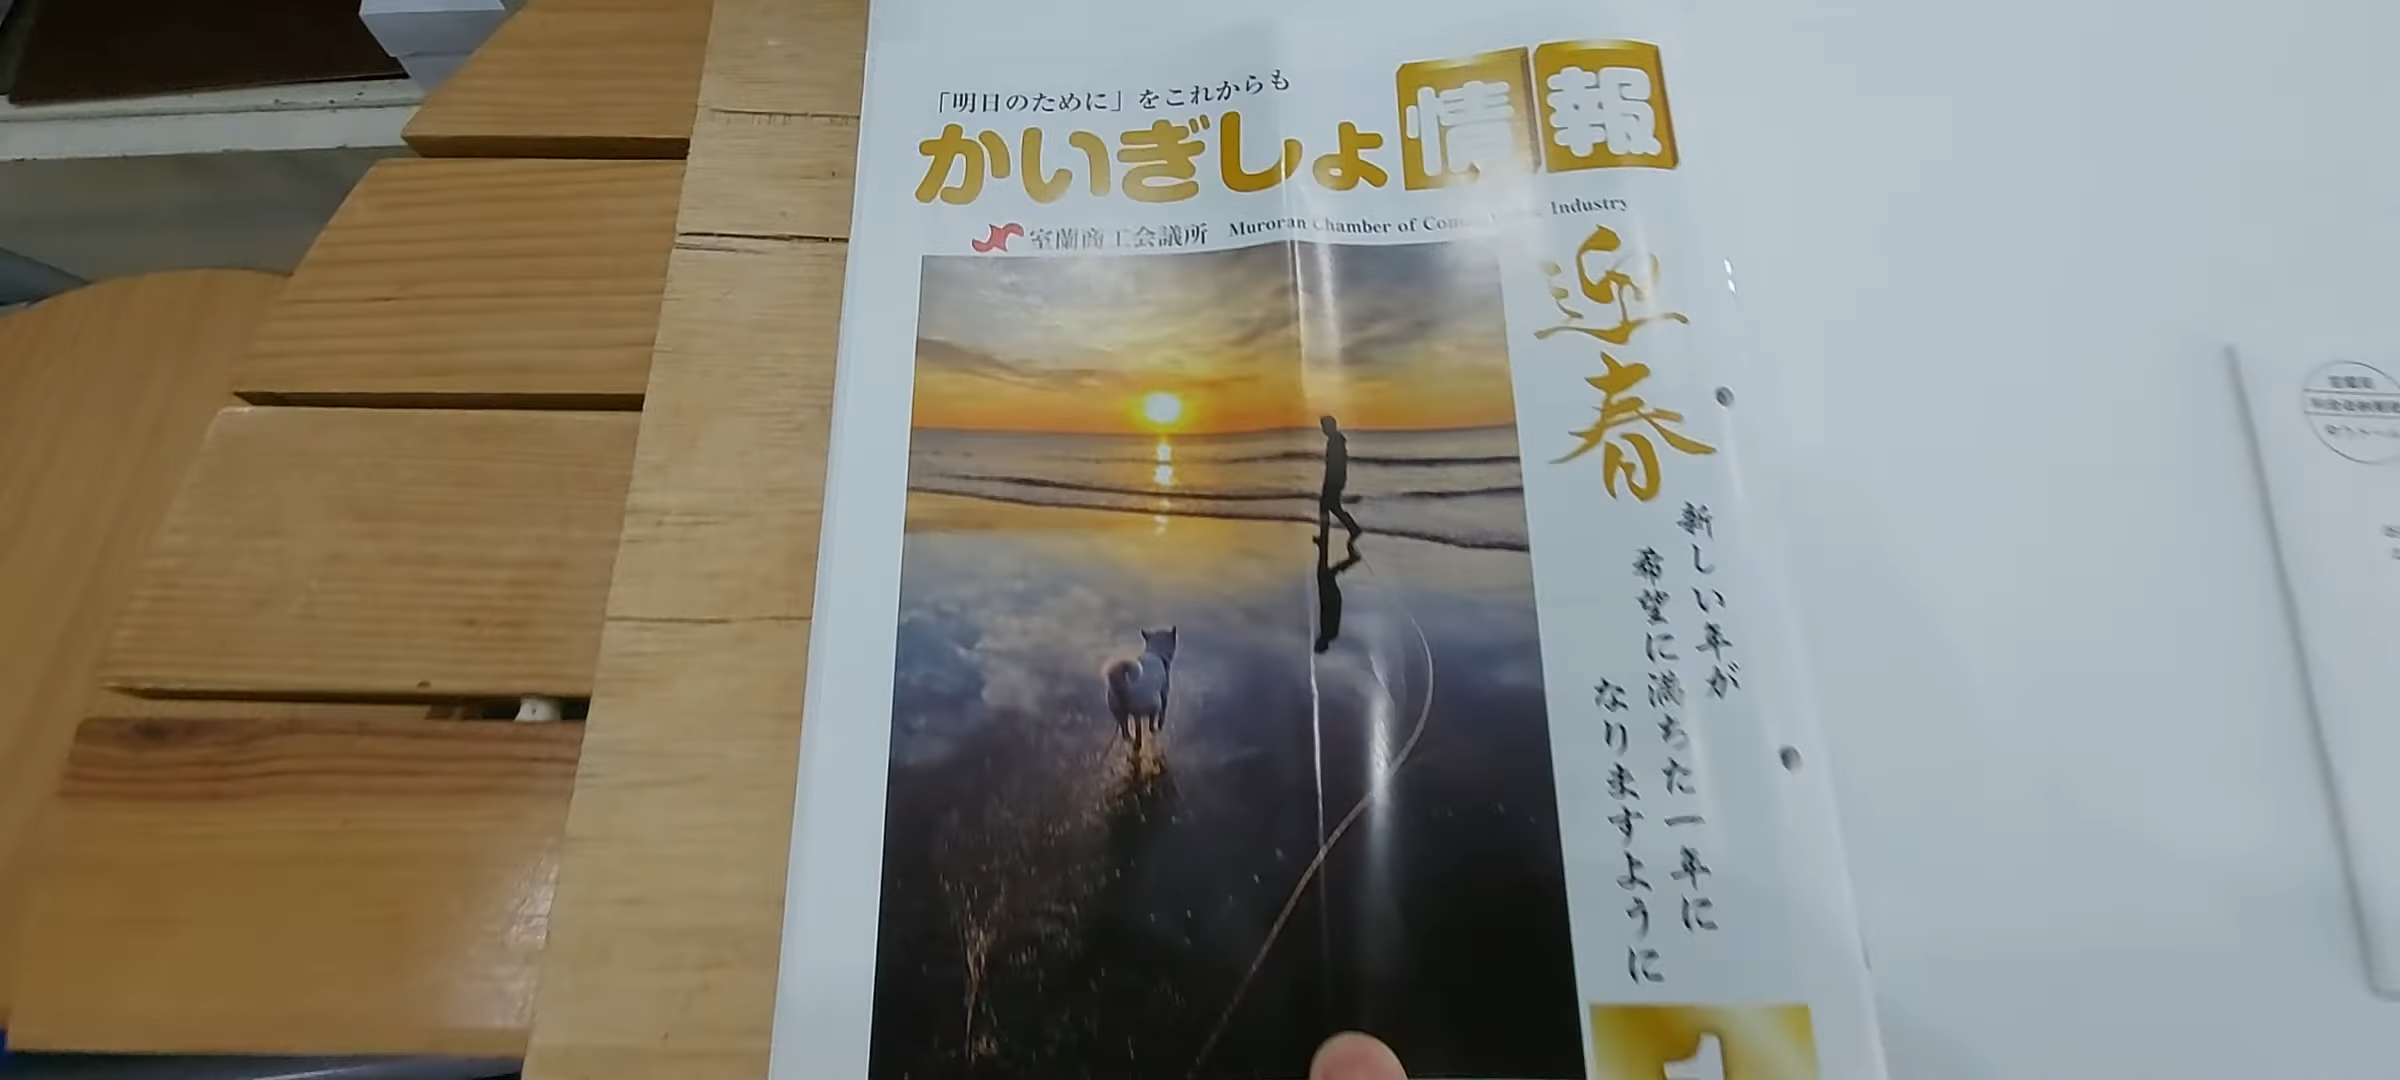 「明日のために」をこれからも
かいぎしょ情報
室蘭商工会議所 Muroran Chamber of Industry
迎春
新しい年が
希望に満ちた一年に
なりますように
1